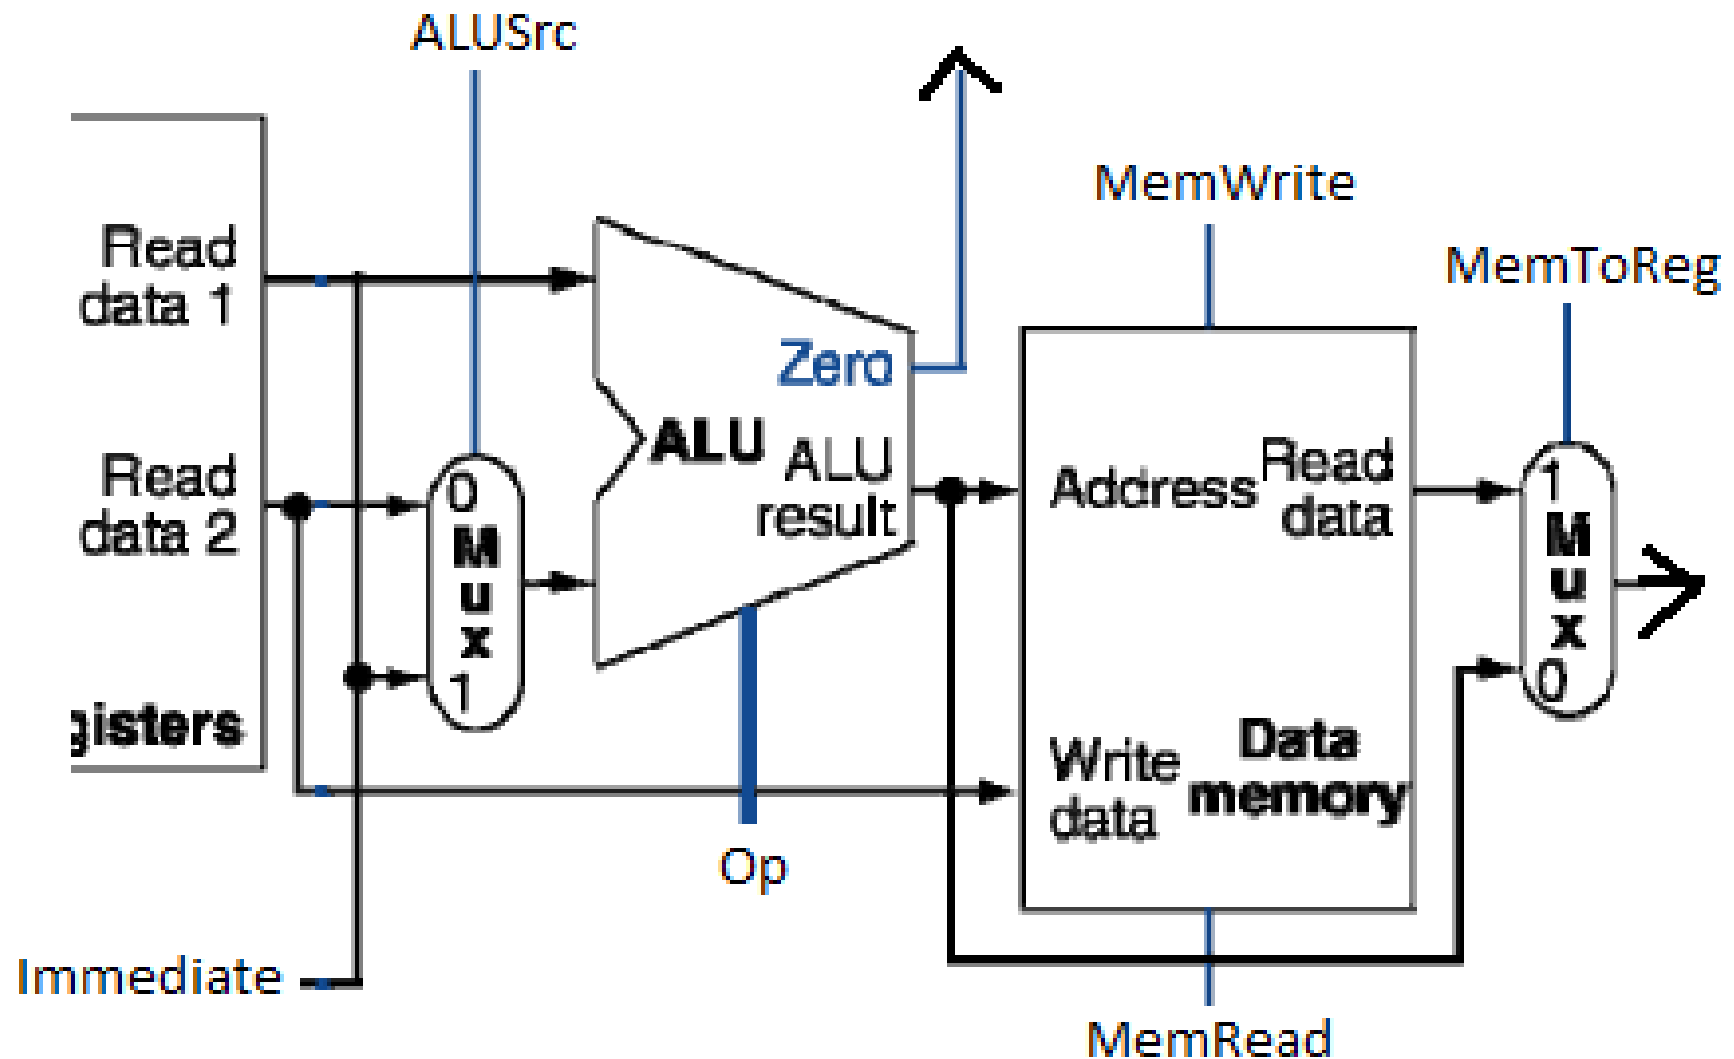 ALUSrc
MemWrite
MemToReg
Read
data 1
Zero
ALU
ALU
result
Read
data 2
0
M
u
x
1
Address
Read
data
1
M
u
x
0
gisters
Write
data
Data
memory
Op
Immediate
MemRead